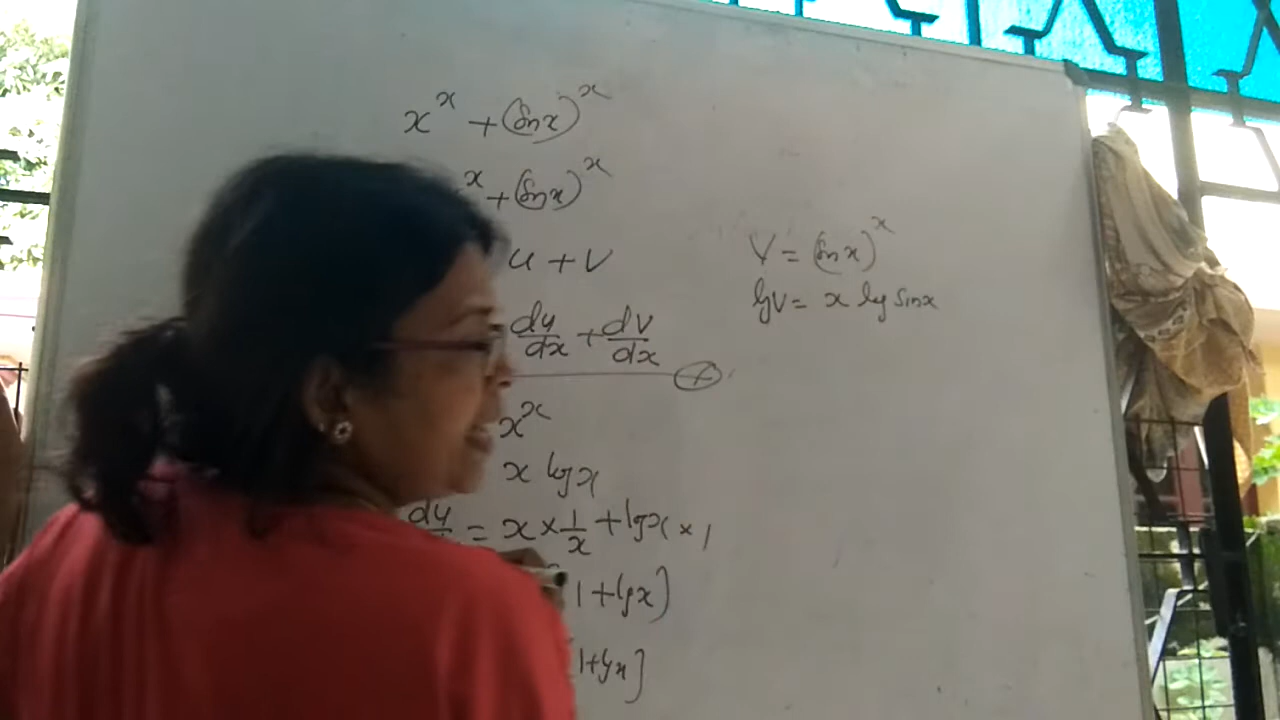 x^x + (Sin x)^x
x + (Sin x)^x
u + v
du/dx + dv/dx
x^x
x log x
du = x × 1/x + log x × 1
1 + log x)
1 + log x]
V = (Sin x)^x
log V = x log Sin x